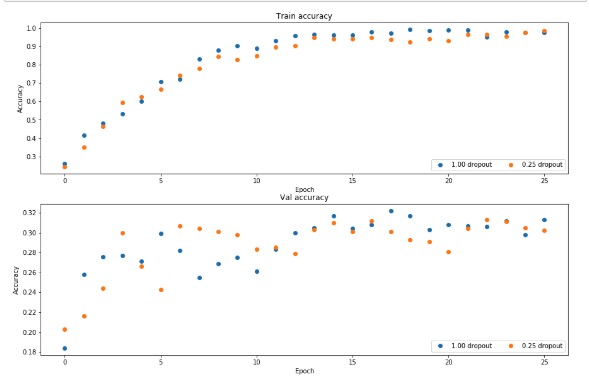 Train accuracy
1.0
0.9
0.8
0.7
0.6
0.5
0.4
0.3
Accuracy
1.00 dropout 0.25 dropout
0 5 10 15 20 25
Epoch
Val accuracy
0.32
0.30
0.28
0.26
0.24
0.22
0.20
0.18
Accuracy
1.00 dropout 0.25 dropout
0 5 10 15 20 25
Epoch